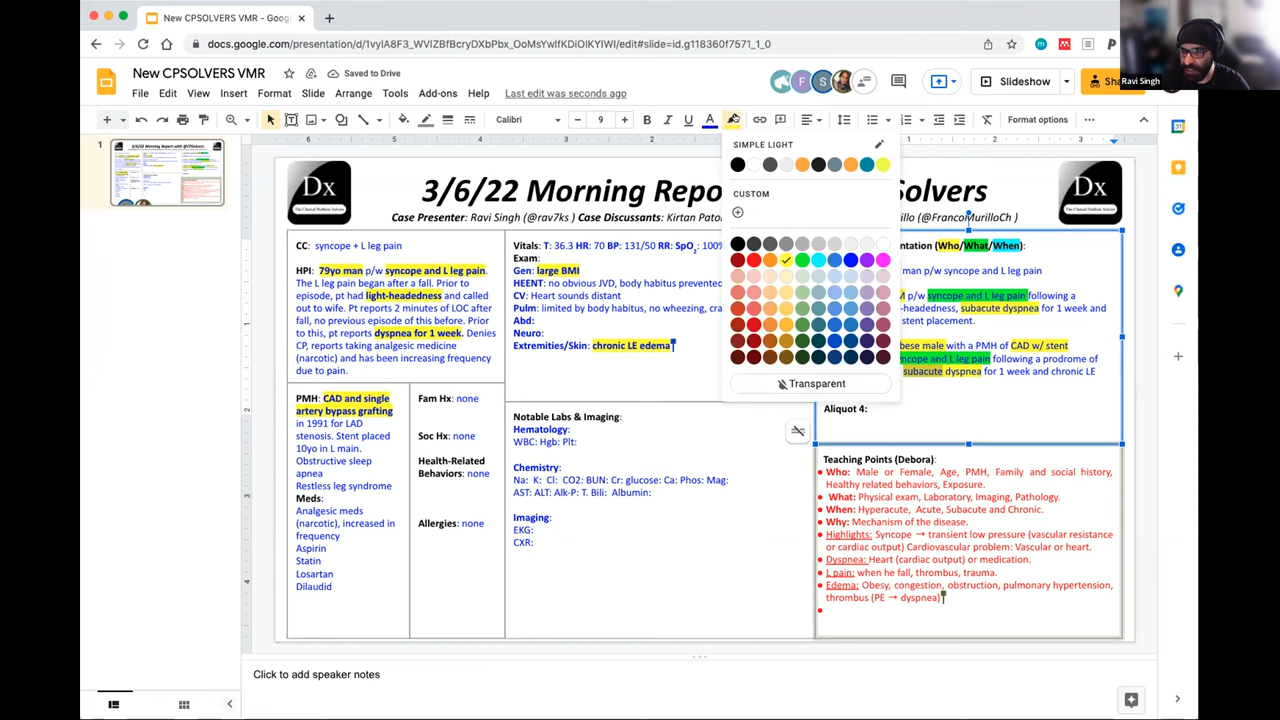 New CPSOLVERS VMR - Goog
docs.google.com/presentation/d/1vylA8F3_WVIZBfBcryDXbPbx_OoMsYwlfKDiOlKYIWI/edit#slide=id.g118360f7571_1_0
Ravi Singh
New CPSOLVERS VMR
Saved to Drive
File Edit View Insert Format Slide Arrange Tools Add-ons Help
Last edit was seconds ago
Slideshow
Sha
Calibri
9
Format options
SIMPLE LIGHT
CUSTOM
Transparent
1
Dx
The Clinical Problem Solvers
3/6/22 Morning Repo
olvers
Case Presenter: Ravi Singh (@rav7ks ) Case Discussants: Kirtan Pato
illo (@FrancoMurilloCh )
Dx
The Clinical Problem Solvers
CC: syncope + L leg pain
HPI: 79yo man p/w syncope and L leg pain.
The L leg pain began after a fall. Prior to
episode, pt had light-headedness and called
out to wife. Pt reports 2 minutes of LOC after
fall, no previous episode of this before. Prior
to this, pt reports dyspnea for 1 week. Denies
CP, reports taking analgesic medicine
(narcotic) and has been increasing frequency
due to pain.
PMH: CAD and single
artery bypass grafting
in 1991 for LAD
stenosis. Stent placed
10yo in L main.
Obstructive sleep
apnea
Restless leg syndrome
Meds:
Analgesic meds
(narcotic), increased in
frequency
Aspirin
Statin
Losartan
Dilaudid
Fam Hx: none
Soc Hx: none
Health-Related
Behaviors: none
Allergies: none
Vitals: T: 36.3 HR: 70 BP: 131/50 RR: SpO2: 100%
Exam:
Gen: large BMI
HEENT: no obvious JVD, body habitus prevented
CV: Heart sounds distant
Pulm: limited by body habitus, no wheezing, cra
Abd:
Neuro:
Extremities/Skin: chronic LE edema
Notable Labs & Imaging:
Hematology:
WBC: Hgb: Plt:
Chemistry:
Na: K: Cl: CO2: BUN: Cr: glucose: Ca: Phos: Mag:
AST: ALT: Alk-P: T. Bili: Albumin:
Imaging:
EKG:
CXR:
ntation (Who/What/When):
man p/w syncope and L leg pain
p/w syncope and L leg pain following a
-headedness, subacute dyspnea for 1 week and
stent placement.
bese male with a PMH of CAD w/ stent
ncope and L leg pain following a prodrome of
subacute dyspnea for 1 week and chronic LE
Aliquot 4:
Teaching Points (Debora):
● Who: Male or Female, Age, PMH, Family and social history,
Healthy related behaviors, Exposure.
● What: Physical exam, Laboratory, Imaging, Pathology.
● When: Hyperacute, Acute, Subacute and Chronic.
● Why: Mechanism of the disease.
● Highlights: Syncope → transient low pressure (vascular resistance
or cardiac output) Cardiovascular problem: Vascular or heart.
● Dyspnea: Heart (cardiac output) or medication.
● L pain: when he fall, thrombus, trauma.
● Edema: Obesy, congestion, obstruction, pulmonary hypertension,
thrombus (PE → dyspnea)
●
Click to add speaker notes